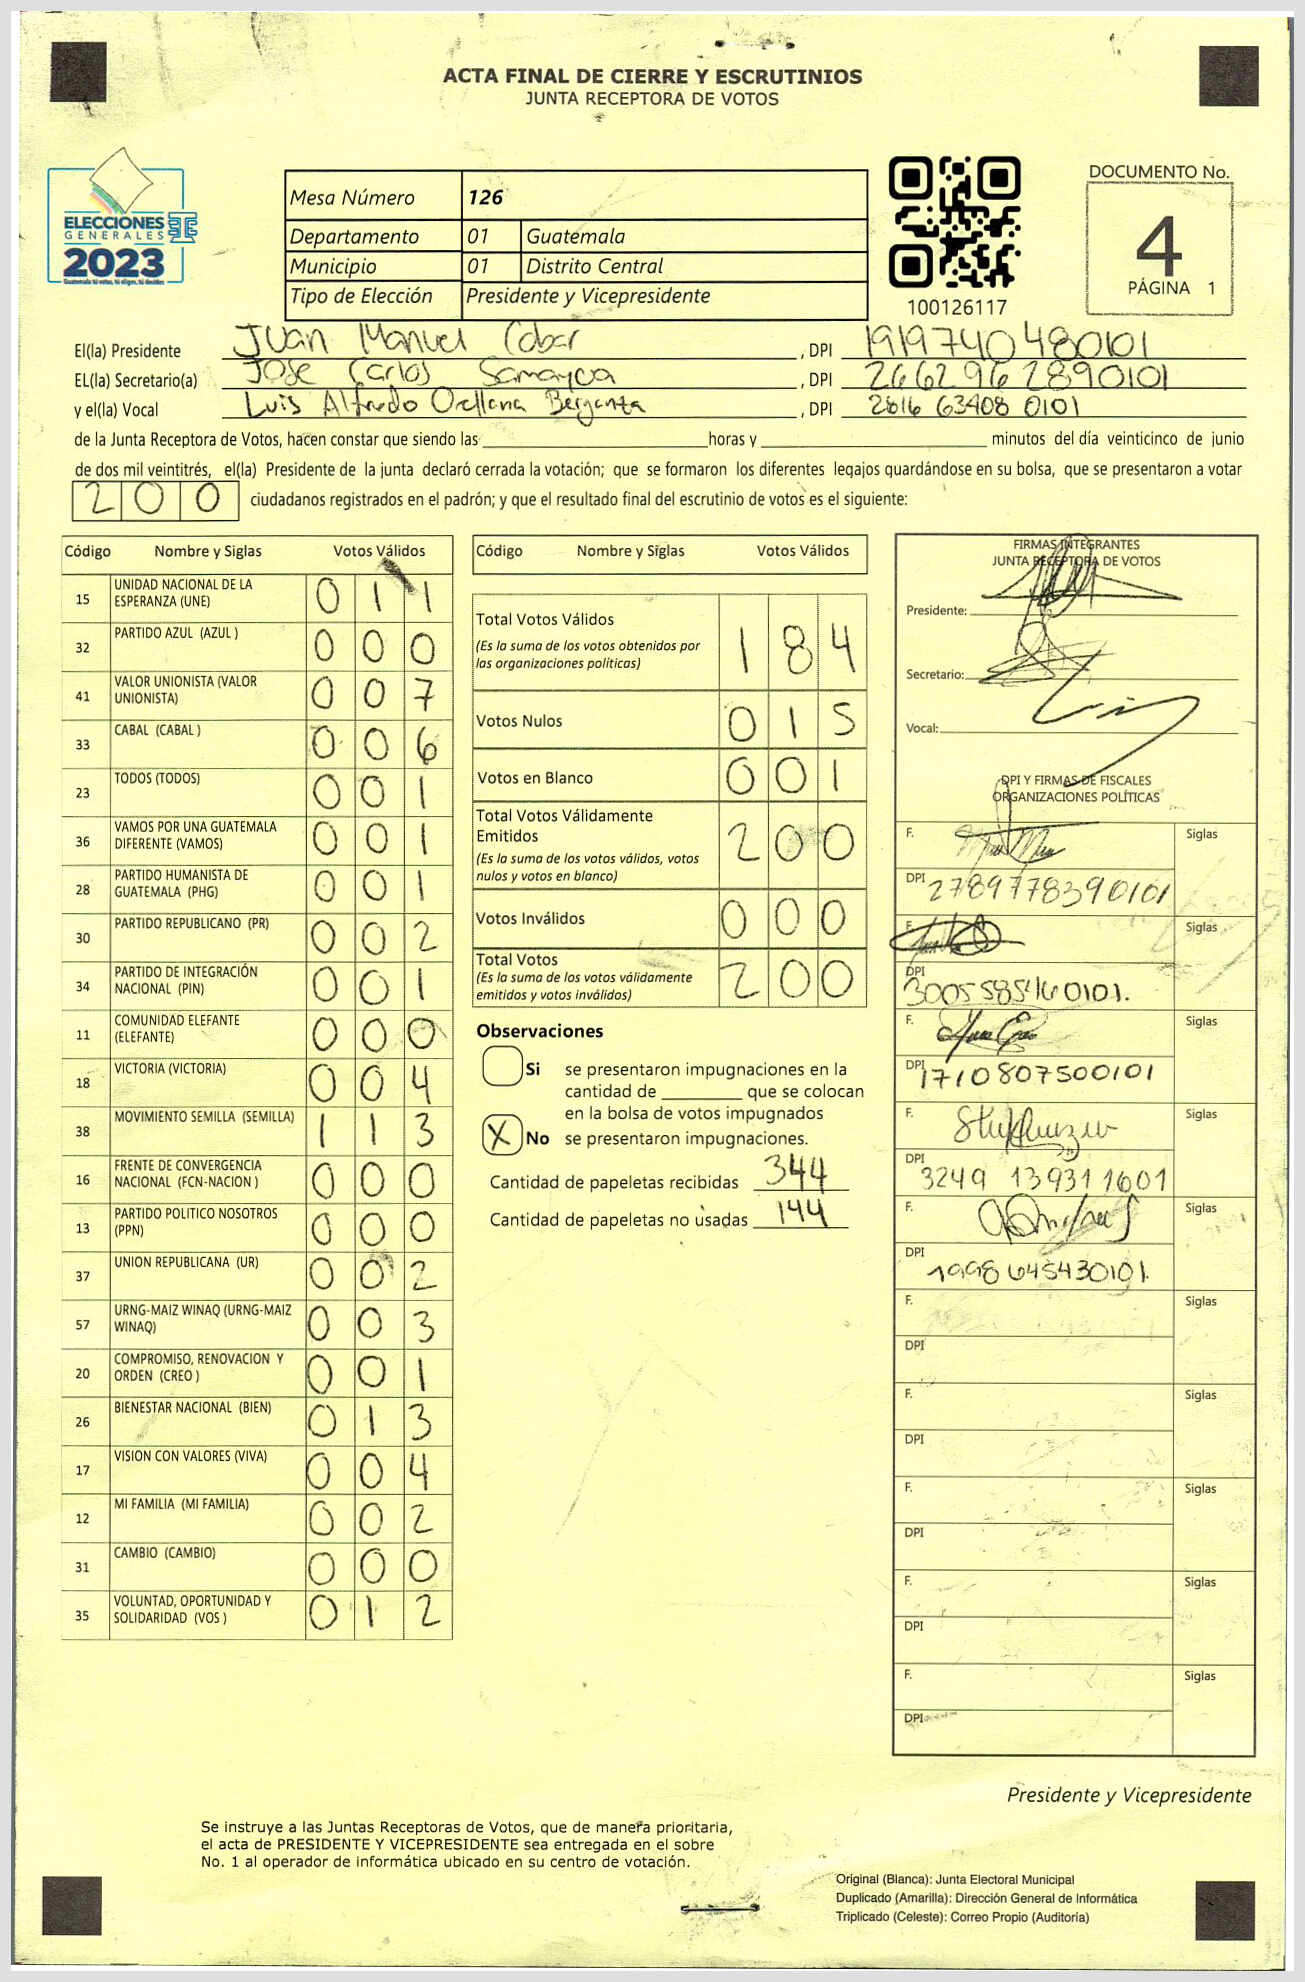 ACTA FINAL DE CIERRE Y ESCRUTINIOS
JUNTA RECEPTORA DE VOTOS
ELECCIONES
GENERALES
2023
Mesa Número 126
Departamento 01 Guatemala
Municipio 01 Distrito Central
Tipo de Elección Presidente y Vicepresidente
100126117
DOCUMENTO No.
4
PÁGINA 1
El(la) Presidente Juan Manuel Cobar , DPI 1919740480101
EL(la) Secretario(a) Jose Carlos Samayoa , DPI 2662962890101
y el(la) Vocal Luis Alfredo Orellana Berganza , DPI 2816 63408 0101
de la Junta Receptora de Votos, hacen constar que siendo las horas y minutos del día veinticinco de junio
de dos mil veintitrés, el(la) Presidente de la junta declaró cerrada la votación; que se formaron los diferentes legajos quardándose en su bolsa, que se presentaron a votar
200 ciudadanos registrados en el padrón; y que el resultado final del escrutinio de votos es el siguiente:
Código Nombre y Siglas Votos Válidos
15 UNIDAD NACIONAL DE LA ESPERANZA (UNE) 0 1 1
32 PARTIDO AZUL (AZUL ) 0 0 0
41 VALOR UNIONISTA (VALOR UNIONISTA) 0 0 7
33 CABAL (CABAL ) 0 0 6
23 TODOS (TODOS) 0 0 1
36 VAMOS POR UNA GUATEMALA DIFERENTE (VAMOS) 0 0 1
28 PARTIDO HUMANISTA DE GUATEMALA (PHG) 0 0 1
30 PARTIDO REPUBLICANO (PR) 0 0 2
34 PARTIDO DE INTEGRACIÓN NACIONAL (PIN) 0 0 1
11 COMUNIDAD ELEFANTE (ELEFANTE) 0 0 0
18 VICTORIA (VICTORIA) 0 0 4
38 MOVIMIENTO SEMILLA (SEMILLA) 1 1 3
16 FRENTE DE CONVERGENCIA NACIONAL (FCN-NACION ) 0 0 0
13 PARTIDO POLITICO NOSOTROS (PPN) 0 0 0
37 UNION REPUBLICANA (UR) 0 0 2
57 URNG-MAIZ WINAQ (URNG-MAIZ WINAQ) 0 0 3
20 COMPROMISO, RENOVACION Y ORDEN (CREO ) 0 0 1
26 BIENESTAR NACIONAL (BIEN) 0 1 3
17 VISION CON VALORES (VIVA) 0 0 4
12 MI FAMILIA (MI FAMILIA) 0 0 2
31 CAMBIO (CAMBIO) 0 0 0
35 VOLUNTAD, OPORTUNIDAD Y SOLIDARIDAD (VOS ) 0 1 2
Código Nombre y Siglas Votos Válidos
Total Votos Válidos 1 8 4
(Es la suma de los votos obtenidos por
las organizaciones políticas)
Votos Nulos 0 1 5
Votos en Blanco 0 0 1
Total Votos Válidamente
Emitidos 2 0 0
(Es la suma de los votos válidos, votos
nulos y votos en blanco)
Votos Inválidos 0 0 0
Total Votos 2 0 0
(Es la suma de los votos válidamente
emitidos y votos inválidos)
Observaciones
Si se presentaron impugnaciones en la
cantidad de que se colocan
en la bolsa de votos impugnados
X No se presentaron impugnaciones.
Cantidad de papeletas recibidas 344
Cantidad de papeletas no usadas 144
FIRMAS INTEGRANTES
JUNTA RECEPTORA DE VOTOS
Presidente:
Secretario:
Vocal:
DPI Y FIRMAS DE FISCALES
ORGANIZACIONES POLÍTICAS
F. Siglas
DPI 2789778390101
F. Siglas
DPI 3005585460101.
F. Siglas
DPI 1710807500101
F. Siglas
DPI 3249 139311601
F. Siglas
DPI 1998645430101.
F. Siglas
DPI
F. Siglas
DPI
F. Siglas
DPI
F. Siglas
DPI
F. Siglas
DPI
Presidente y Vicepresidente
Se instruye a las Juntas Receptoras de Votos, que de manera prioritaria,
el acta de PRESIDENTE Y VICEPRESIDENTE sea entregada en el sobre
No. 1 al operador de informática ubicado en su centro de votación.
Original (Blanca): Junta Electoral Municipal
Duplicado (Amarilla): Dirección General de Informática
Triplicado (Celeste): Correo Propio (Auditoría)